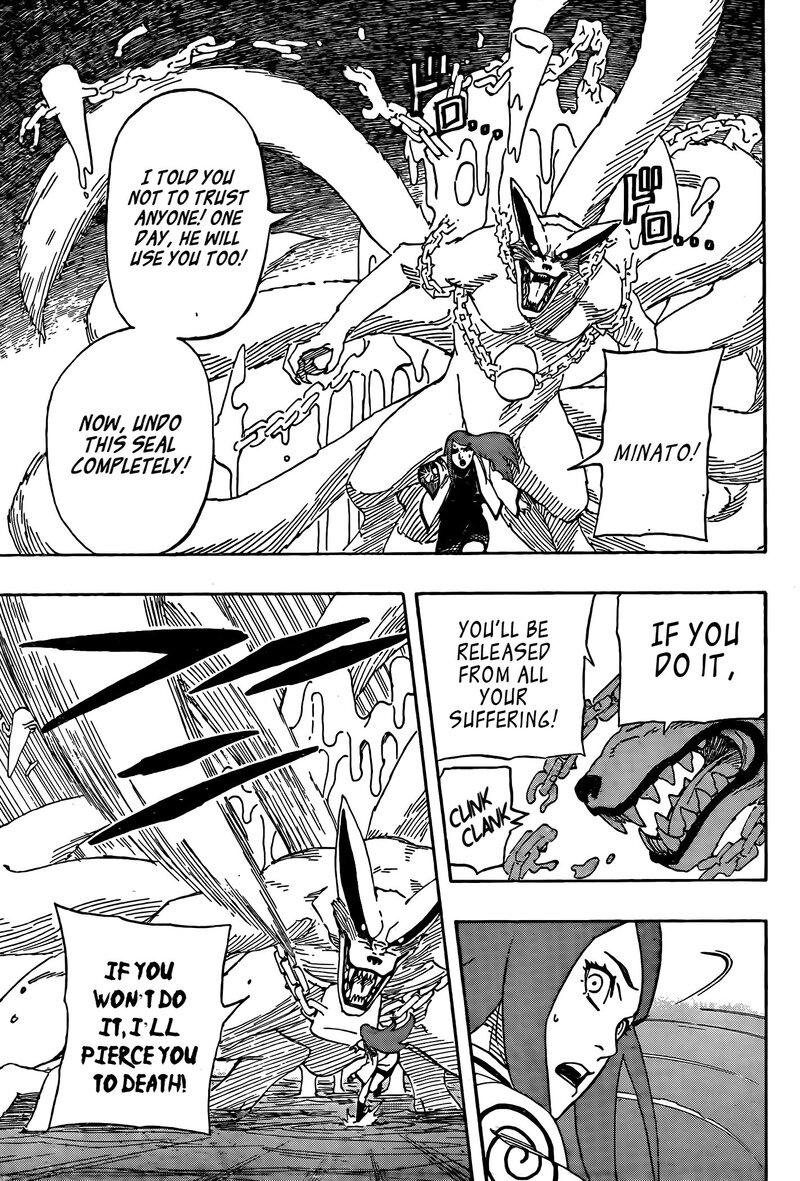 MINATO!
I TOLD YOU
NOT TO TRUST
ANYONE! ONE
DAY, HE WILL
USE YOU TOO!
NOW, UNDO
THIS SEAL
COMPLETELY!
ドロ...
ドロ...
IF YOU
DO IT,
YOU'LL BE
RELEASED
FROM ALL
YOUR
SUFFERING!
CLINK
CLANK
IF YOU
WON'T DO
IT, I'LL
PIERCE YOU
TO DEATH!